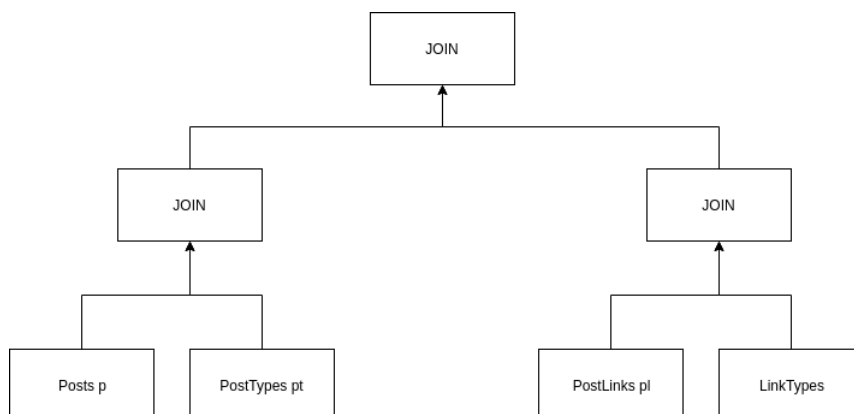 JOIN
JOIN
JOIN
Posts p
PostTypes pt
PostLinks pl
LinkTypes